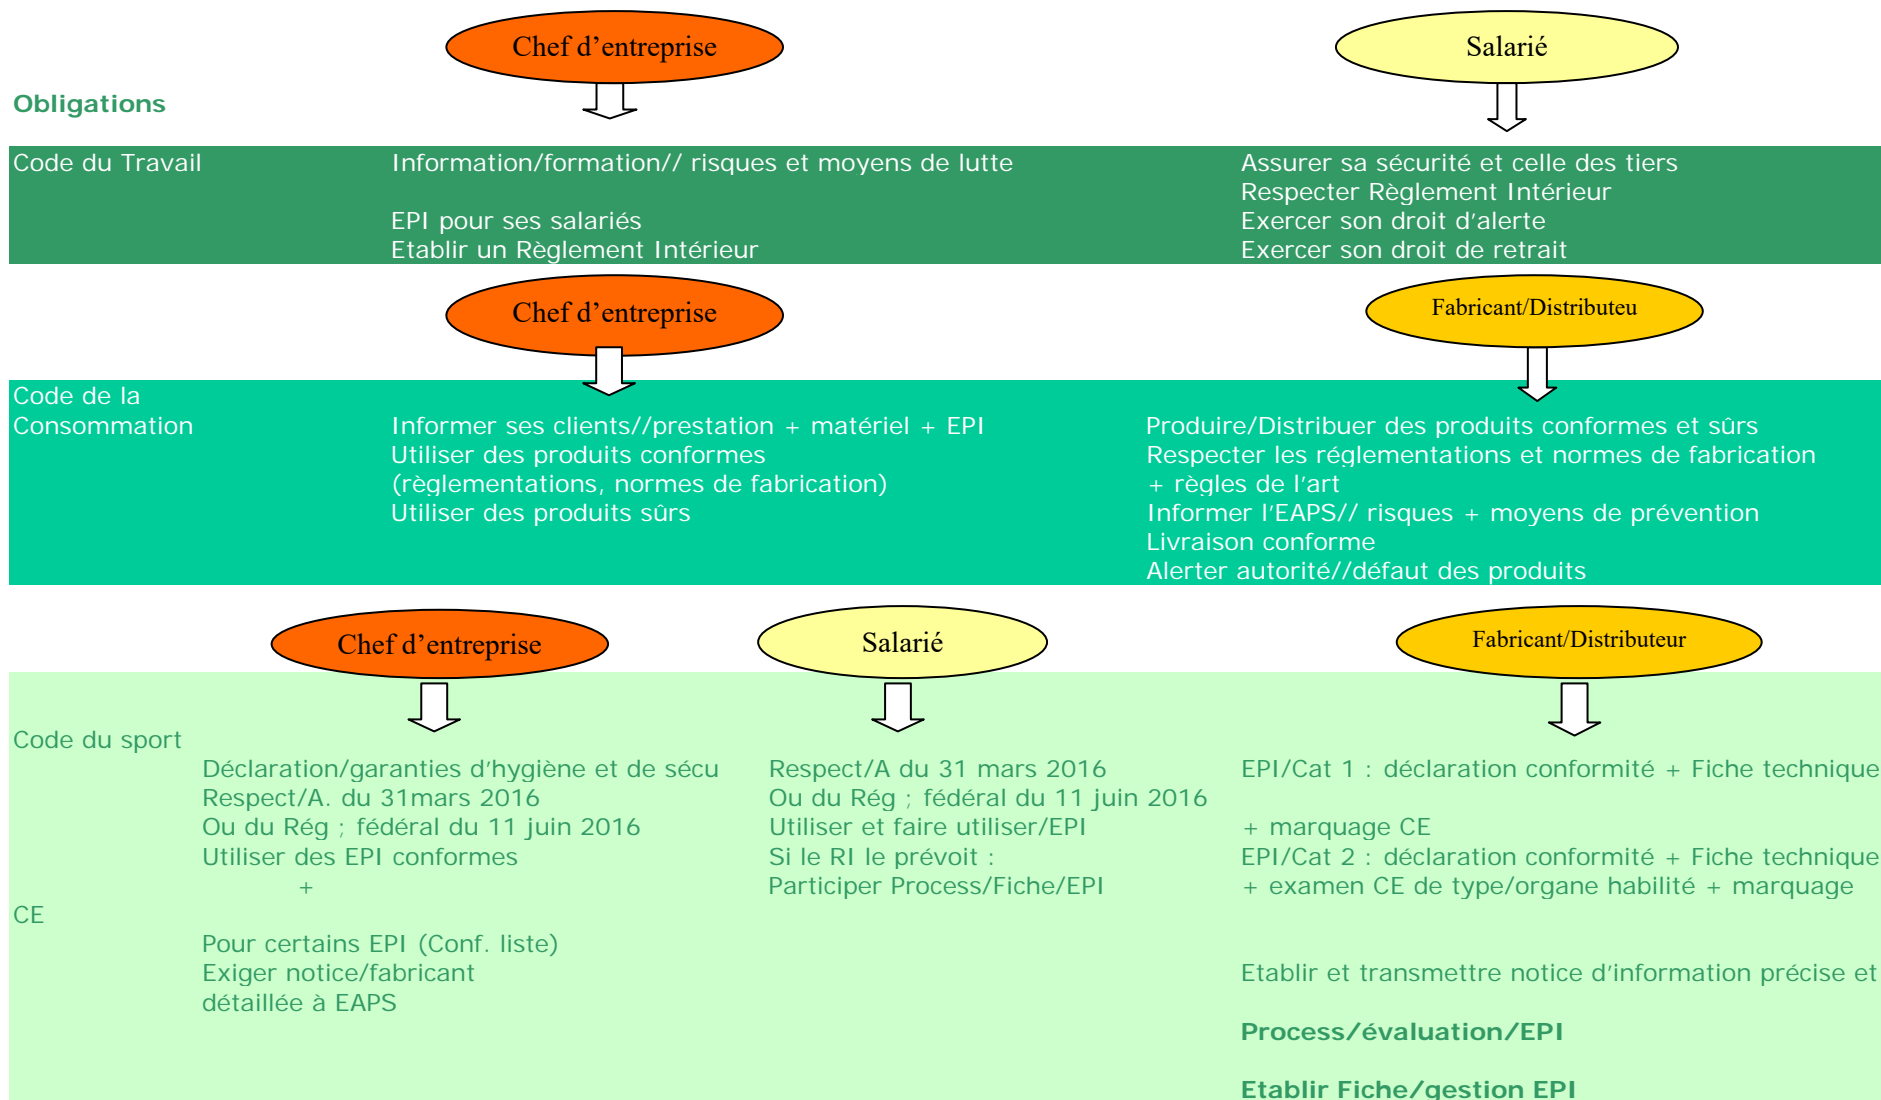 Chef d’entreprise
Salarié
Obligations
Code du Travail
Information/formation// risques et moyens de lutte
EPI pour ses salariés
Etablir un Règlement Intérieur
Assurer sa sécurité et celle des tiers
Respecter Règlement Intérieur
Exercer son droit d’alerte
Exercer son droit de retrait
Chef d’entreprise
Fabricant/Distributeu
Code de la
Consommation
Informer ses clients//prestation + matériel + EPI
Utiliser des produits conformes
(règlementations, normes de fabrication)
Utiliser des produits sûrs
Produire/Distribuer des produits conformes et sûrs
Respecter les réglementations et normes de fabrication
+ règles de l’art
Informer l’EAPS// risques + moyens de prévention
Livraison conforme
Alerter autorité//défaut des produits
Chef d’entreprise
Salarié
Fabricant/Distributeur
Code du sport
Déclaration/garanties d’hygiène et de sécu
Respect/A. du 31mars 2016
Ou du Rég ; fédéral du 11 juin 2016
Utiliser des EPI conformes
+
CE
Pour certains EPI (Conf. liste)
Exiger notice/fabricant
détaillée à EAPS
Respect/A du 31 mars 2016
Ou du Rég ; fédéral du 11 juin 2016
Utiliser et faire utiliser/EPI
Si le RI le prévoit :
Participer Process/Fiche/EPI
EPI/Cat 1 : déclaration conformité + Fiche technique
+ marquage CE
EPI/Cat 2 : déclaration conformité + Fiche technique
+ examen CE de type/organe habilité + marquage
Etablir et transmettre notice d’information précise et
Process/évaluation/EPI
Etablir Fiche/gestion EPI